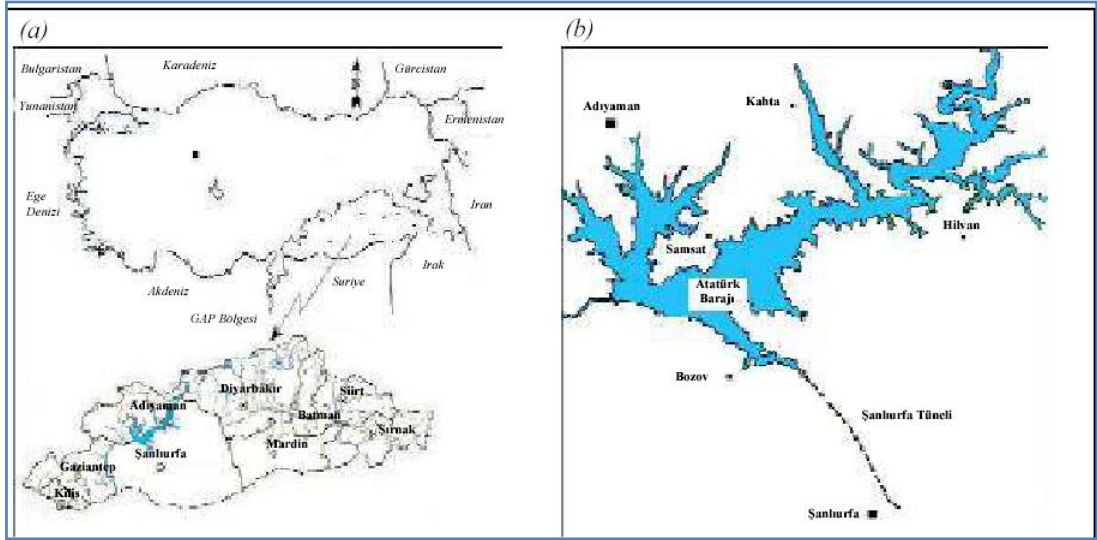 (a)
Bulgaristan
Karadeniz
Gürcistan
Yunanistan
Ermenistan
Ege
Denizi
İran
Irak
Suriye
Akdeniz
GAP Bölgesi
Diyarbakır
Siirt
Adıyaman
Batman
Şırnak
Mardin
Gaziantep
Şanlıurfa
Kilis
(b)
Adıyaman
Kahta
Hilvan
Samsat
Atatürk
Barajı
Bozov
Şanlıurfa Tüneli
Şanlıurfa